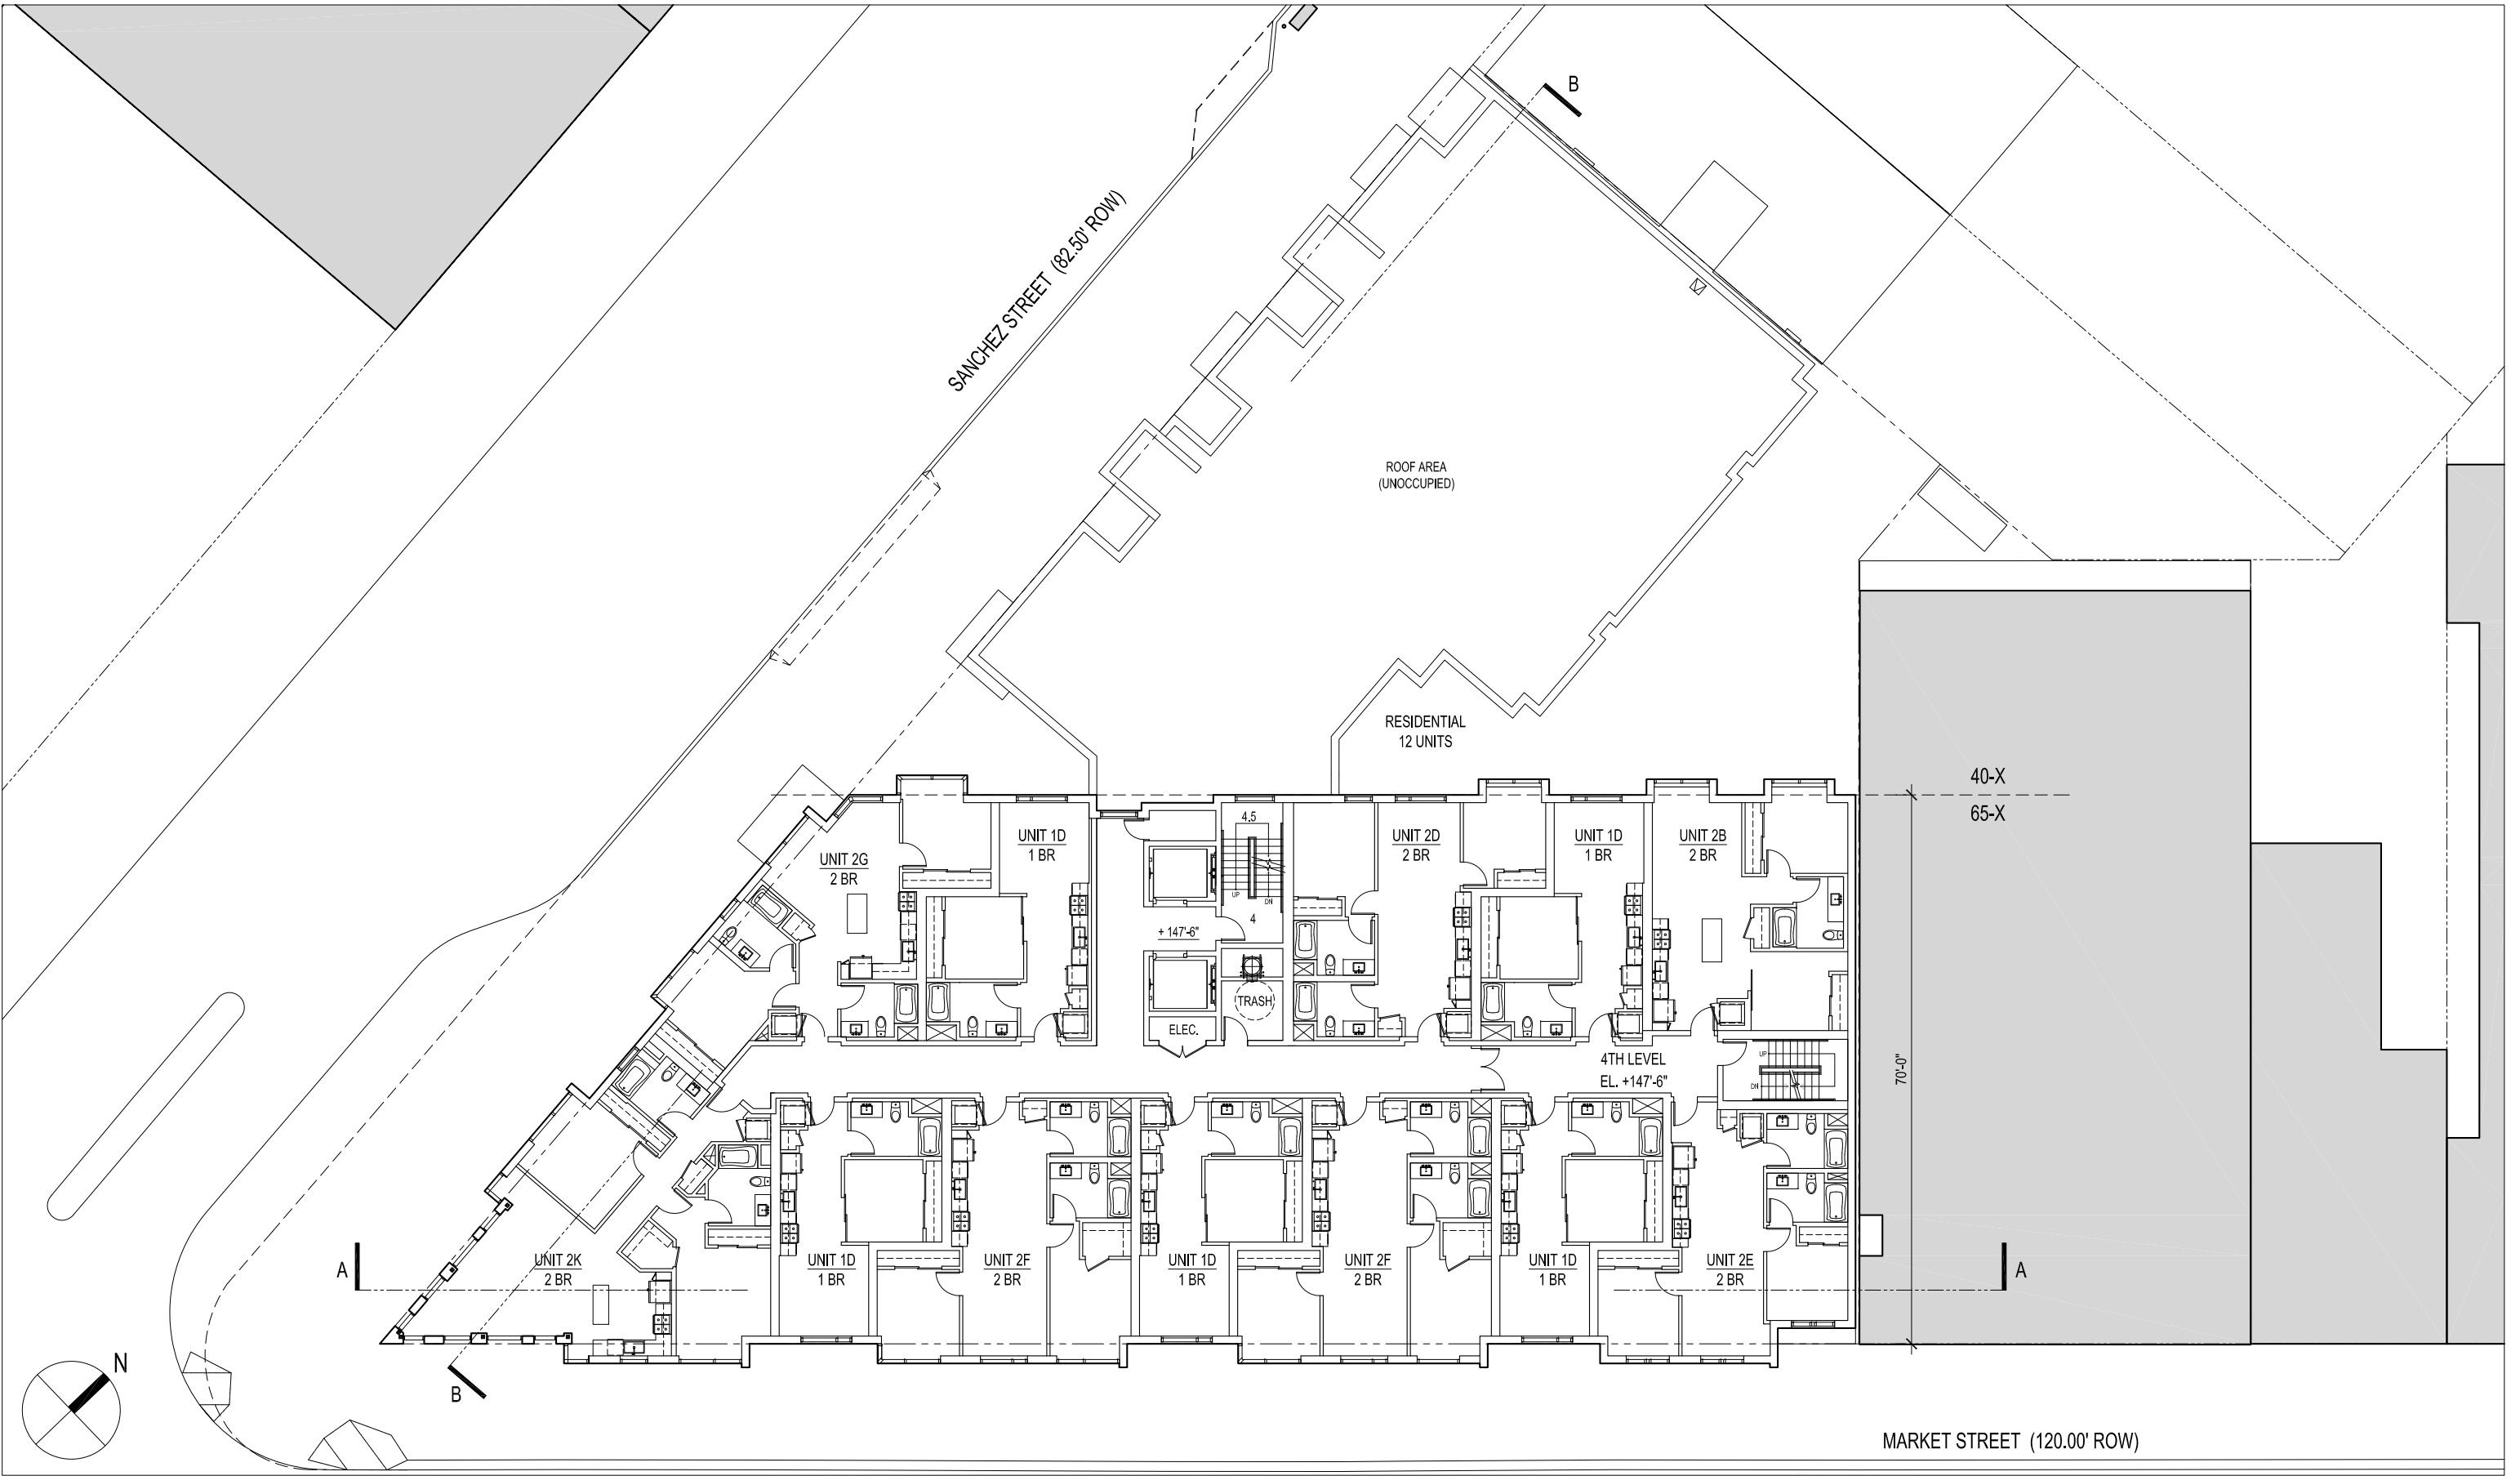 B
SANCHEZ STREET (82.50' ROW)
ROOF AREA
(UNOCCUPIED)
RESIDENTIAL
12 UNITS
40-X
65-X
UNIT 2G
2 BR
UNIT 1D
1 BR
4.5
UP
DN
4
UNIT 2D
2 BR
UNIT 1D
1 BR
UNIT 2B
2 BR
+ 147'-6"
TRASH
ELEC.
4TH LEVEL
EL. +147'-6"
UP
DN
70'-0"
A
UNIT 2K
2 BR
UNIT 1D
1 BR
UNIT 2F
2 BR
UNIT 1D
1 BR
UNIT 2F
2 BR
UNIT 1D
1 BR
UNIT 2E
2 BR
A
N
B
MARKET STREET (120.00' ROW)